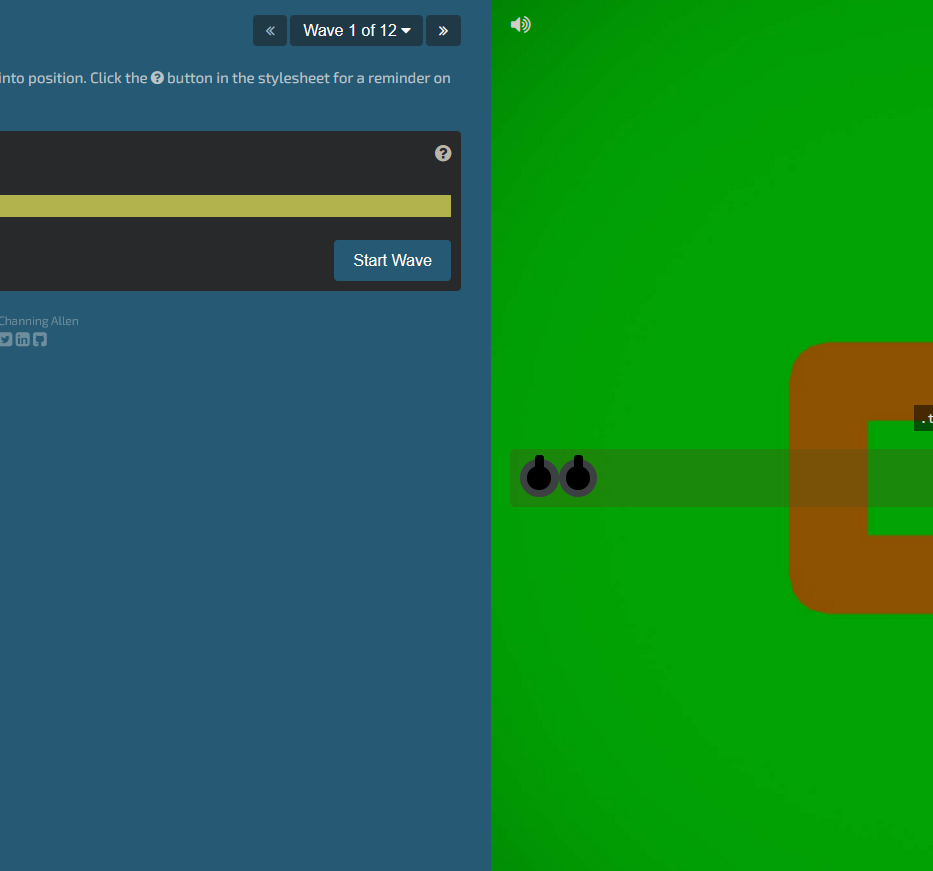 « Wave 1 of 12 »
into position. Click the ? button in the stylesheet for a reminder on
?
Start Wave
Channing Allen
in
.t